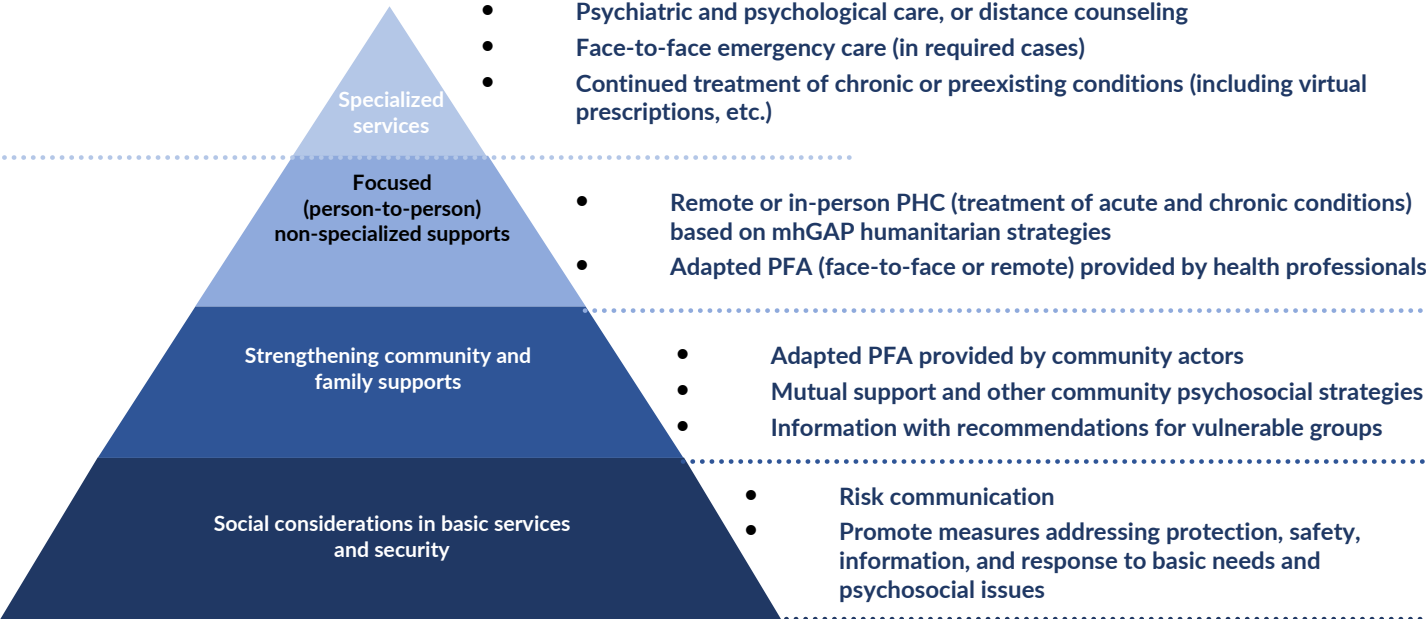 • Psychiatric and psychological care, or distance counseling
• Face-to-face emergency care (in required cases)
• Continued treatment of chronic or preexisting conditions (including virtual
prescriptions, etc.)
Specialized
services
Focused
(person-to-person)
non-specialized supports
• Remote or in-person PHC (treatment of acute and chronic conditions)
based on mhGAP humanitarian strategies
• Adapted PFA (face-to-face or remote) provided by health professionals
Strengthening community and
family supports
• Adapted PFA provided by community actors
• Mutual support and other community psychosocial strategies
• Information with recommendations for vulnerable groups
Social considerations in basic services
and security
• Risk communication
• Promote measures addressing protection, safety,
information, and response to basic needs and
psychosocial issues